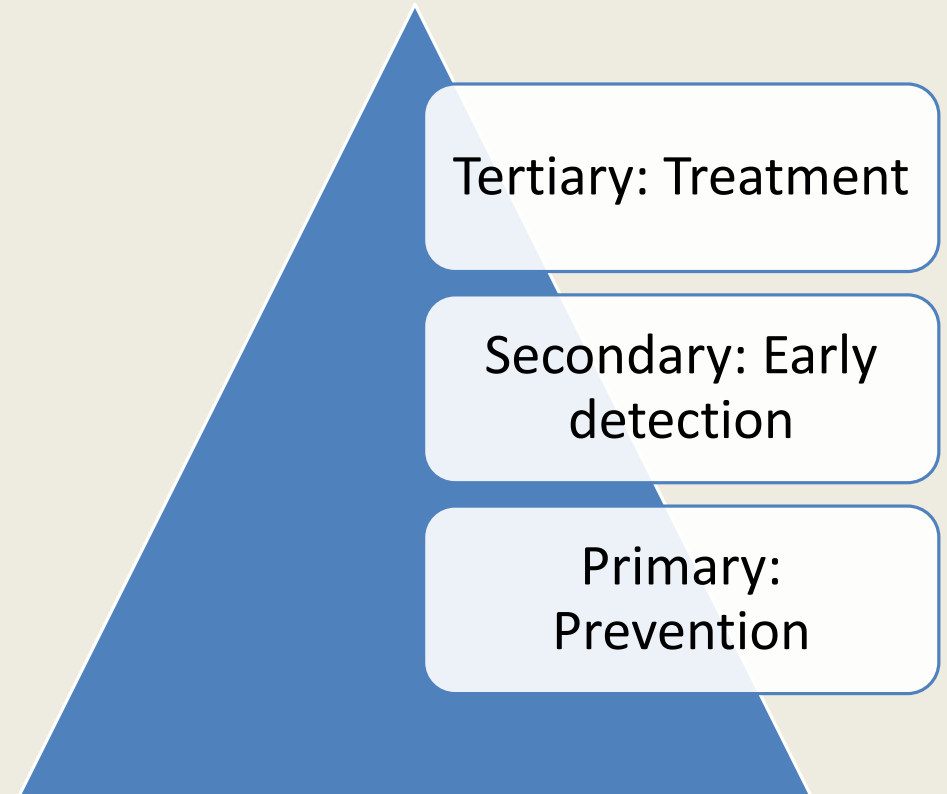 Tertiary: Treatment
Secondary: Early
detection
Primary:
Prevention